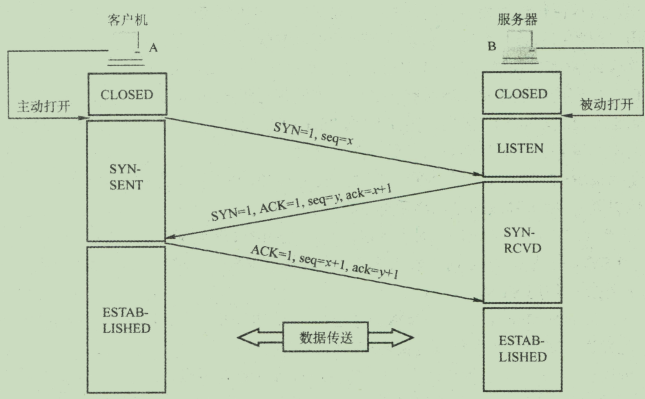 客户机
服务器
A
B
主动打开
CLOSED
CLOSED
被动打开
SYN=1, seq=x
SYN-
SENT
LISTEN
SYN=1, ACK=1, seq=y, ack=x+1
SYN-
RCVD
ACK=1, seq=x+1, ack=y+1
ESTAB-
LISHED
数据传送
ESTAB-
LISHED